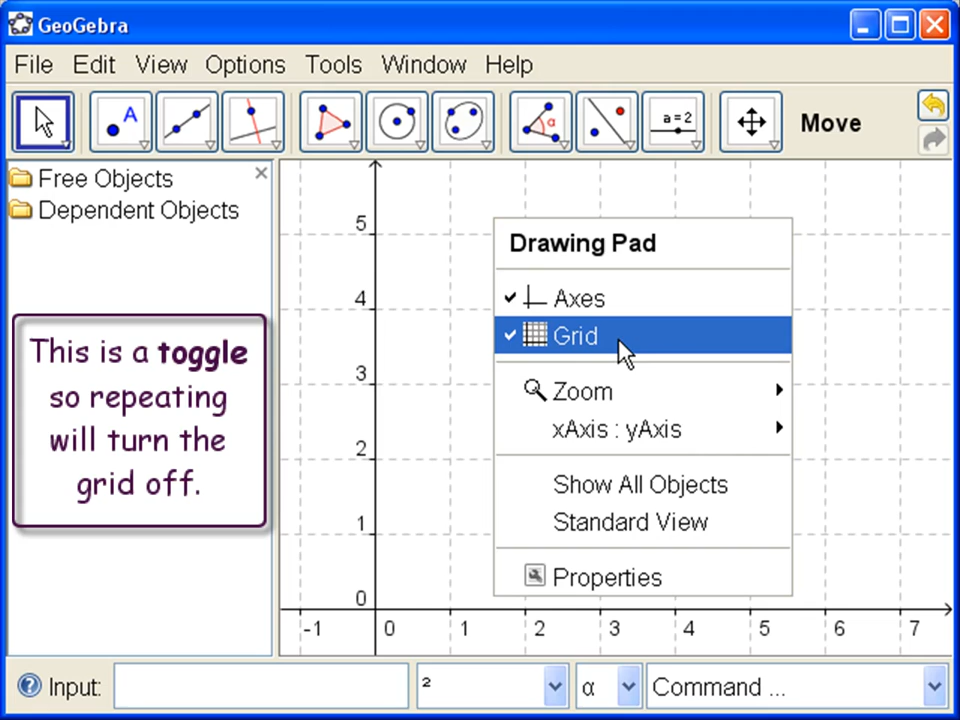 GeoGebra
File Edit View Options Tools Window Help
A α a = 2 Move
Free Objects
Dependent Objects
This is a toggle
so repeating
will turn the
grid off.
5
4
3
2
1
0
Drawing Pad
Axes
Grid
Zoom
xAxis : yAxis
Show All Objects
Standard View
Properties
-1 0 1 2 3 4 5 6 7
Input: ² α Command ...